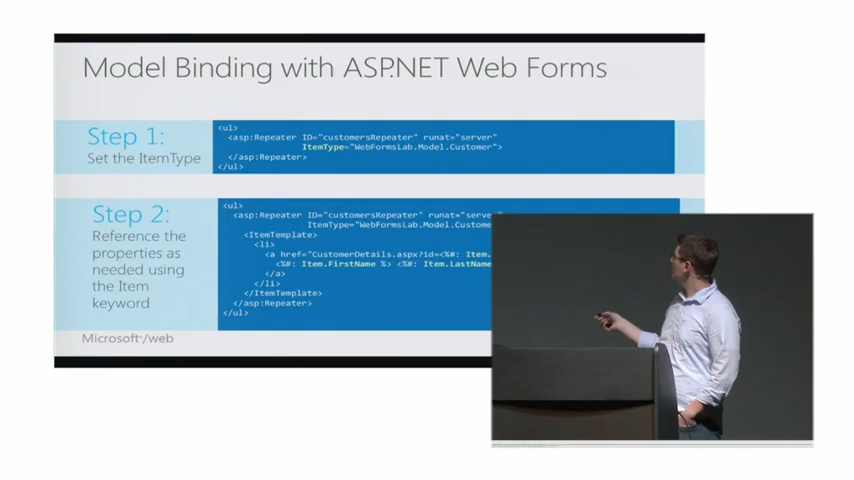 Model Binding with ASP.NET Web Forms
Step 1:
Set the ItemType
<ul>
<asp:Repeater ID="customersRepeater" runat="server"
ItemType="WebFormsLab.Model.Customer">
</asp:Repeater>
</ul>
Step 2:
Reference the
properties as
needed using
the Item
keyword
<ul>
<asp:Repeater ID="customersRepeater" runat="serve
ItemType="WebFormsLab.Model.Custome
<ItemTemplate>
<li>
<a href="CustomerDetails.aspx?id=<%#: Item.
<%#: Item.FirstName %> <%#: Item.LastName
</a>
</li>
</ItemTemplate>
</asp:Repeater>
</ul>
Microsoft/web